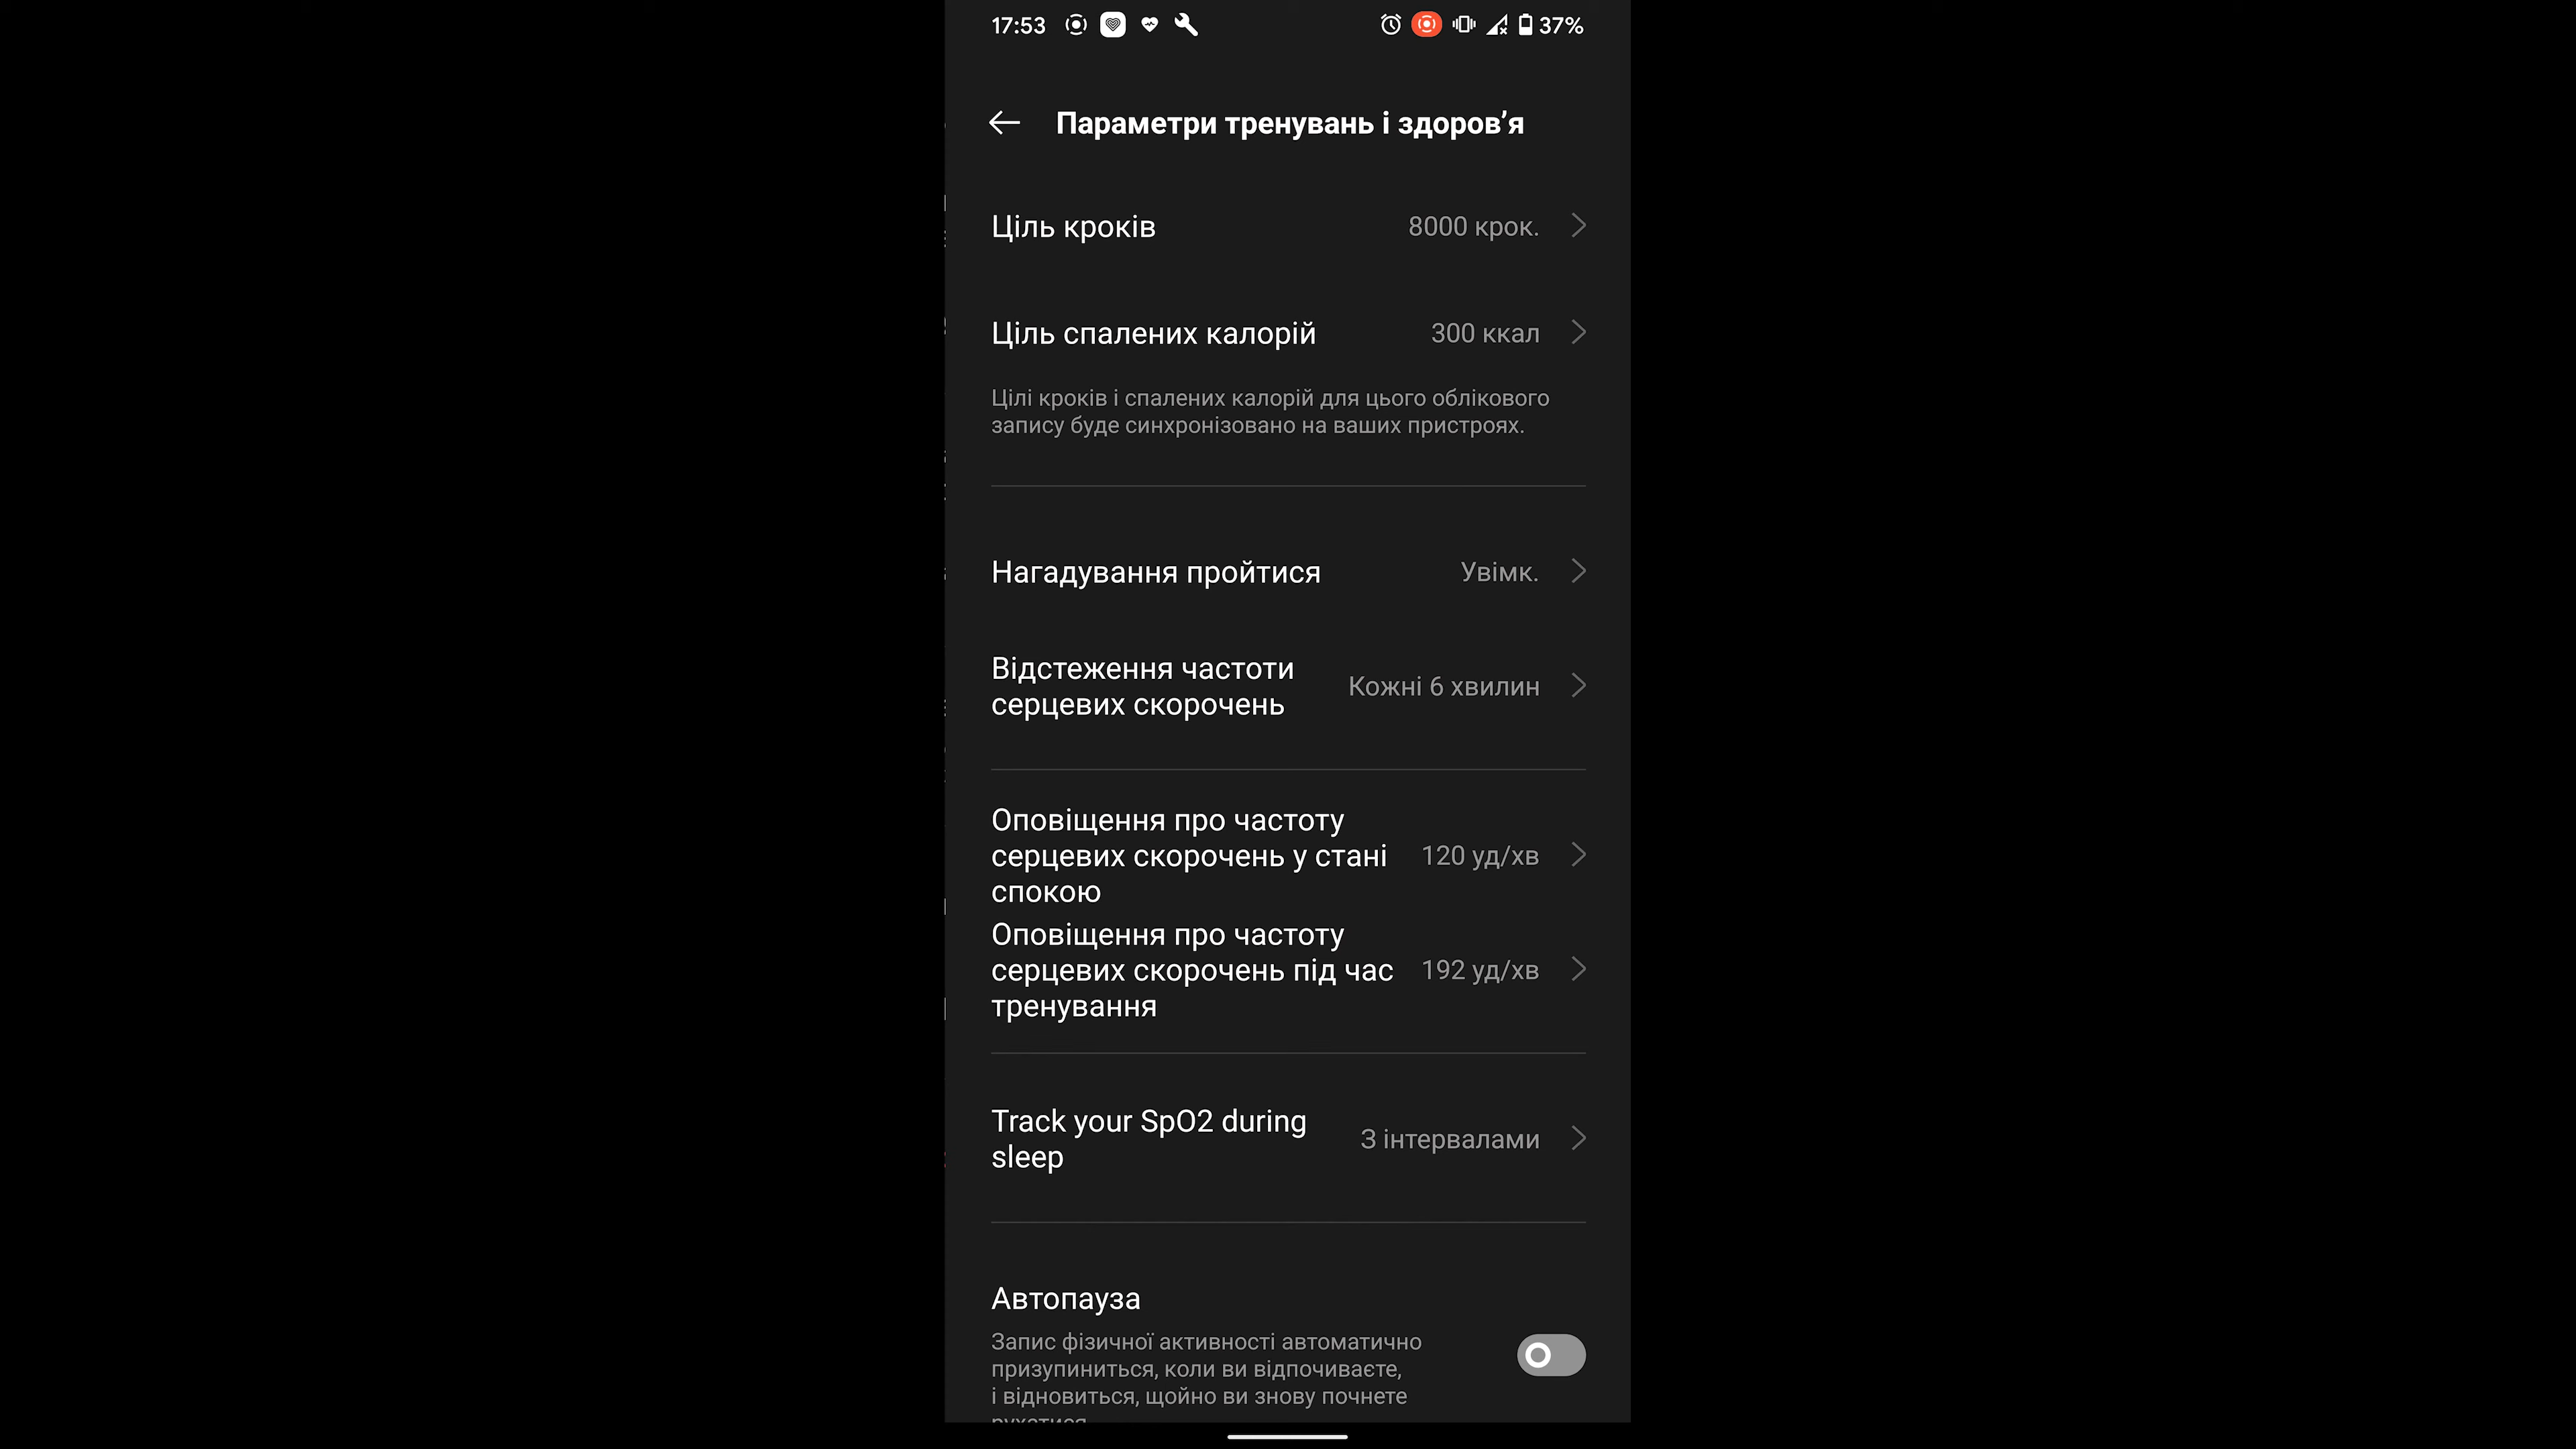 17:53
37%
Параметри тренувань і здоров’я
Ціль кроків
8000 крок.
Ціль спалених калорій
300 ккал
Цілі кроків і спалених калорій для цього облікового
запису буде синхронізовано на ваших пристроях.
Нагадування пройтися
Увімк.
Відстеження частоти
серцевих скорочень
Кожні 6 хвилин
Оповіщення про частоту
серцевих скорочень у стані
спокою
120 уд/хв
Оповіщення про частоту
серцевих скорочень під час
тренування
192 уд/хв
Track your SpO2 during
sleep
З інтервалами
Автопауза
Запис фізичної активності автоматично
призупиниться, коли ви відпочиваєте,
і відновиться, щойно ви знову почнете
рухатися